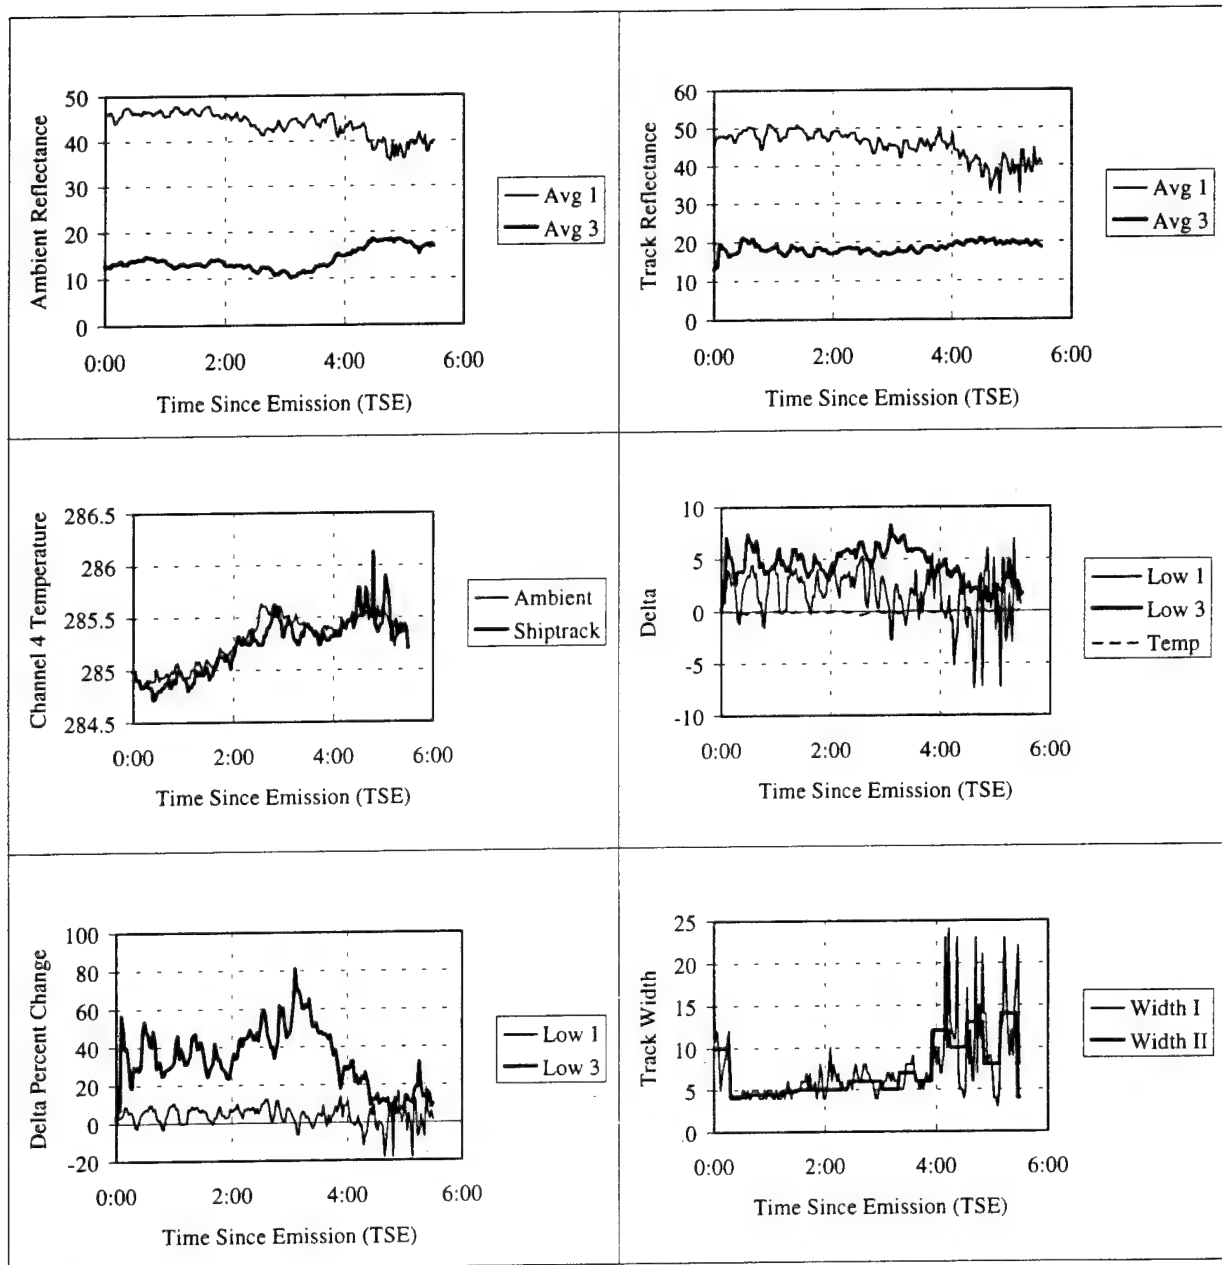 50
40
30
20
10
0
Ambient Reflectance
0:00 2:00 4:00 6:00
Time Since Emission (TSE)
Avg 1
Avg 3
60
50
40
30
20
10
0
Track Reflectance
0:00 2:00 4:00 6:00
Time Since Emission (TSE)
Avg 1
Avg 3
286.5
286
285.5
285
284.5
Channel 4 Temperature
0:00 2:00 4:00 6:00
Time Since Emission (TSE)
Ambient
Shiptrack
10
5
0
-5
-10
Delta
0:00 2:00 4:00 6:00
Time Since Emission (TSE)
Low 1
Low 3
Temp
100
80
60
40
20
0
-20
Delta Percent Change
0:00 2:00 4:00 6:00
Time Since Emission (TSE)
Low 1
Low 3
25
20
15
10
5
0
Track Width
0:00 2:00 4:00 6:00
Time Since Emission (TSE)
Width I
Width II